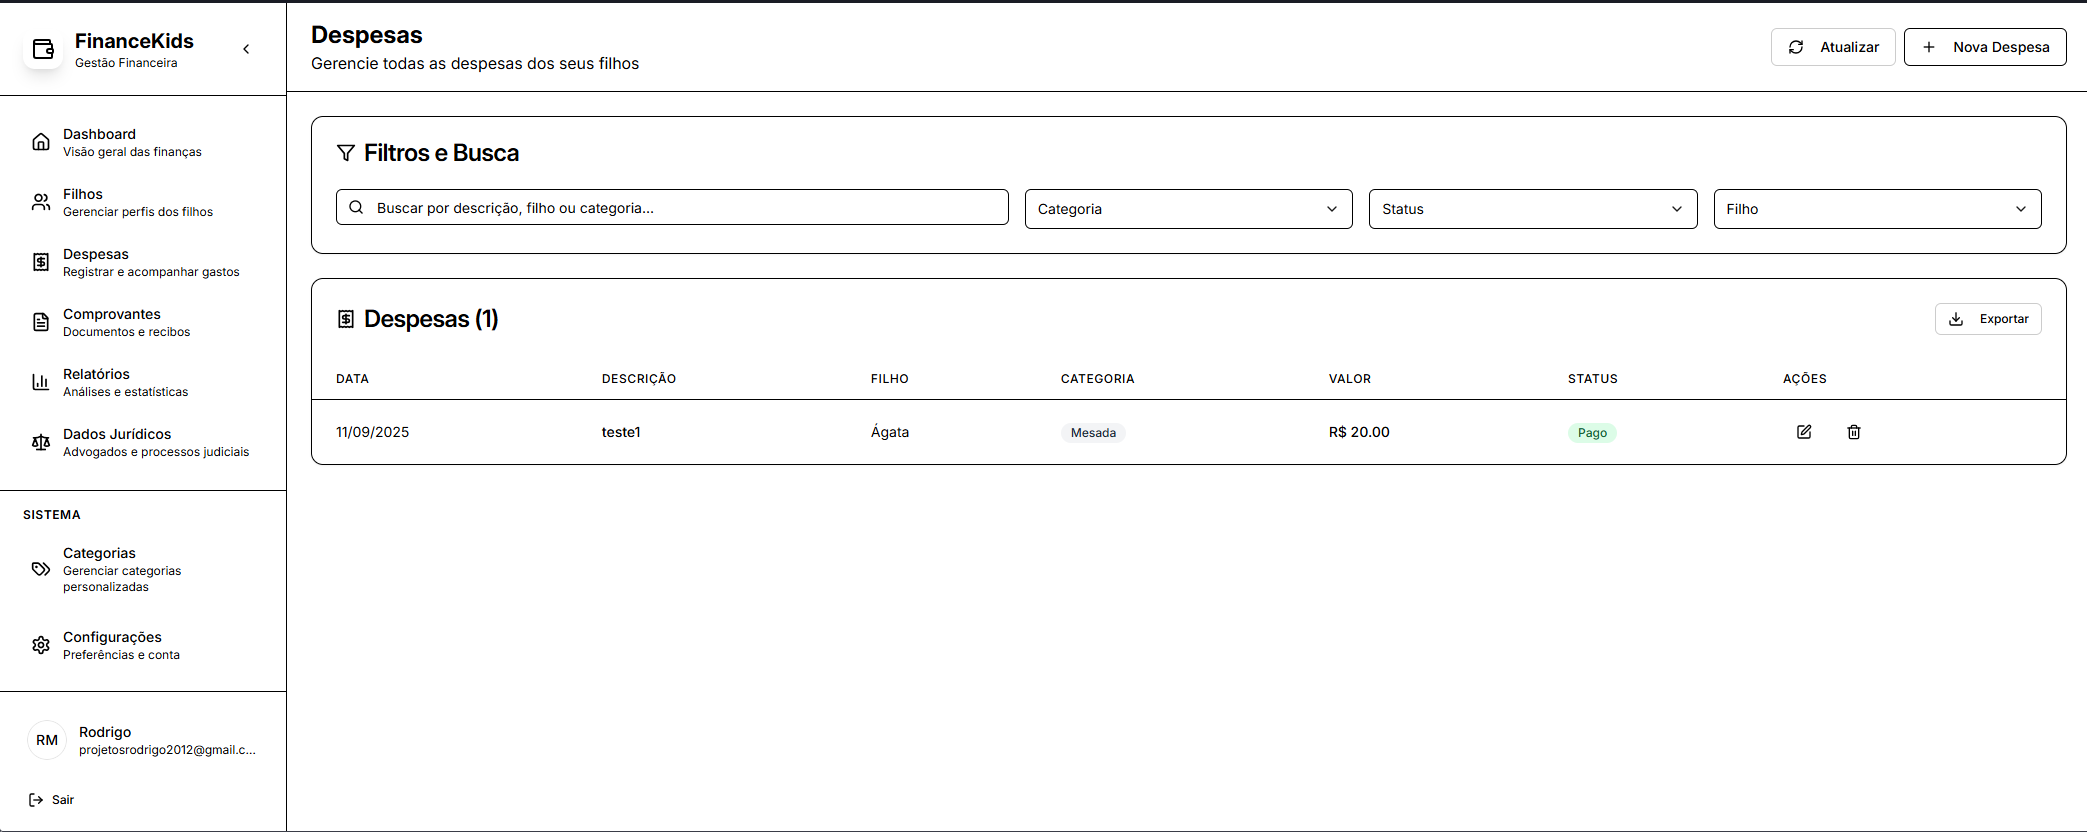 FinanceKids
Gestão Financeira
Dashboard
Visão geral das finanças
Filhos
Gerenciar perfis dos filhos
Despesas
Registrar e acompanhar gastos
Comprovantes
Documentos e recibos
Relatórios
Análises e estatísticas
Dados Jurídicos
Advogados e processos judiciais
SISTEMA
Categorias
Gerenciar categorias
personalizadas
Configurações
Preferências e conta
RM
Rodrigo
projetosrodrigo2012@gmail.c...
Sair
Despesas
Gerencie todas as despesas dos seus filhos
Atualizar
Nova Despesa
Filtros e Busca
Buscar por descrição, filho ou categoria...
Categoria
Status
Filho
Despesas (1)
Exportar
DATA DESCRIÇÃO FILHO CATEGORIA VALOR STATUS AÇÕES
11/09/2025 teste1 Ágata Mesada R$ 20.00 Pago